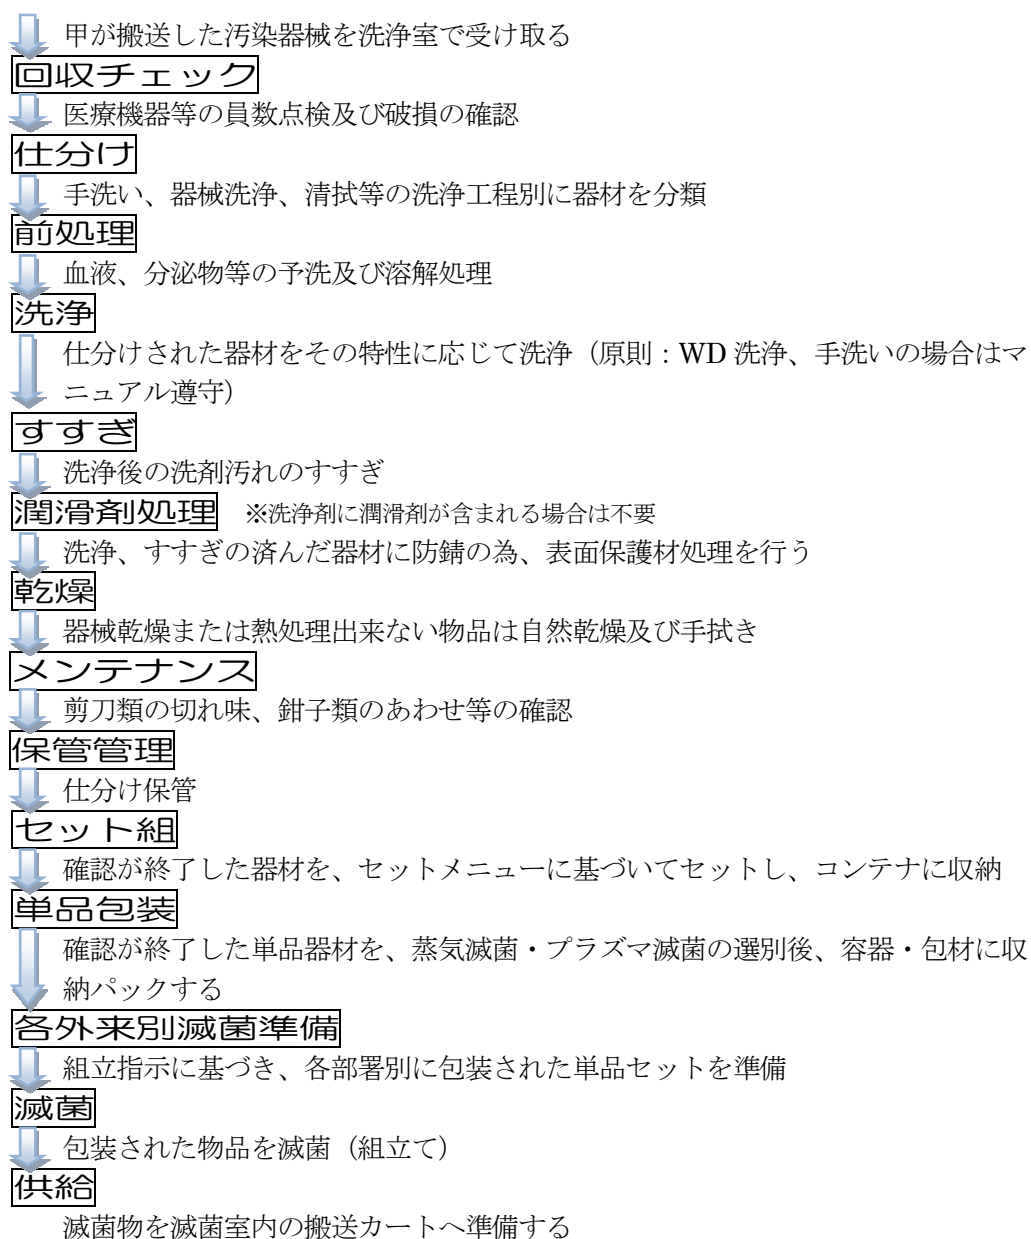 甲が搬送した汚染器械を洗浄室で受け取る
回収チェック
医療機器等の員数点検及び破損の確認
仕分け
手洗い、器械洗浄、清拭等の洗浄工程別に器材を分類
前処理
血液、分泌物等の予洗及び溶解処理
洗浄
仕分けされた器材をその特性に応じて洗浄（原則：WD 洗浄、手洗いの場合はマ
ニュアル遵守）
すすぎ
洗浄後の洗剤汚れのすすぎ
潤滑剤処理 ※洗浄剤に潤滑剤が含まれる場合は不要
洗浄、すすぎの済んだ器材に防錆の為、表面保護材処理を行う
乾燥
器械乾燥または熱処理出来ない物品は自然乾燥及び手拭き
メンテナンス
剪刀類の切れ味、鉗子類のあわせ等の確認
保管管理
仕分け保管
セット組
確認が終了した器材を、セットメニューに基づいてセットし、コンテナに収納
単品包装
確認が終了した単品器材を、蒸気滅菌・プラズマ滅菌の選別後、容器・包材に収
納パックする
各外来別滅菌準備
組立指示に基づき、各部署別に包装された単品セットを準備
滅菌
包装された物品を滅菌（組立て）
供給
滅菌物を滅菌室内の搬送カートへ準備する